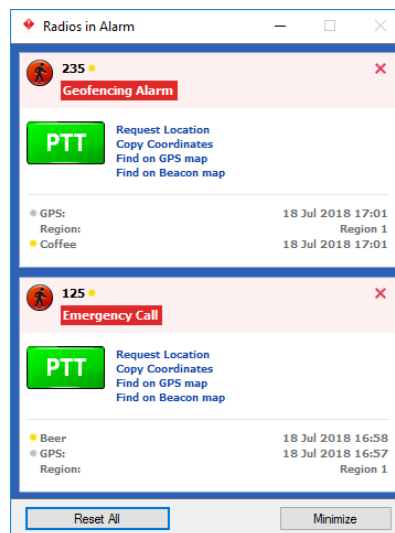 Radios in Alarm
235
Geofencing Alarm
PTT
Request Location
Copy Coordinates
Find on GPS map
Find on Beacon map
GPS: 18 Jul 2018 17:01
Region: Region 1
Coffee 18 Jul 2018 17:01
125
Emergency Call
PTT
Request Location
Copy Coordinates
Find on GPS map
Find on Beacon map
Beer 18 Jul 2018 16:58
GPS: 18 Jul 2018 16:57
Region: Region 1
Reset All Minimize